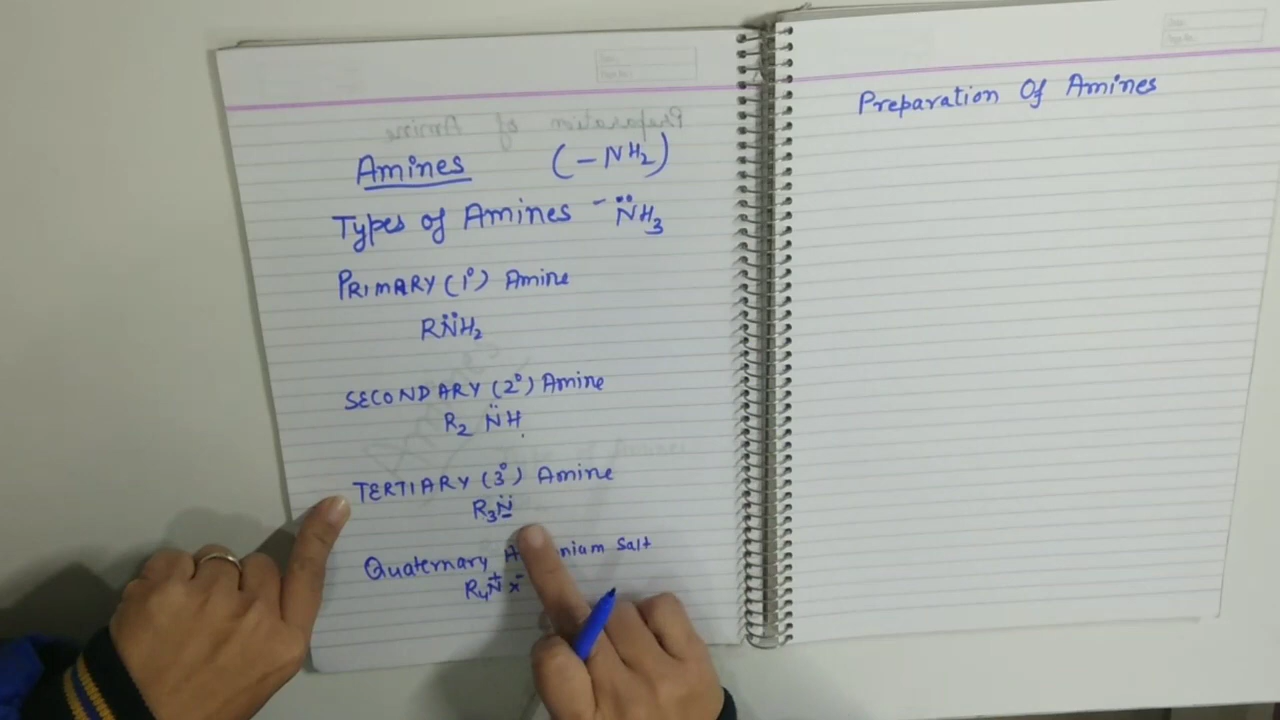 Amines (-NH₂)
Types of Amines - N̈H₃
PRIMARY (1°) Amine
RN̈H₂
SECONDARY (2°) Amine
R₂ N̈H
TERTIARY (3°) Amine
R₃N̈
Quaternary Salt
R₄N⁺ x⁻
Preparation Of Amines